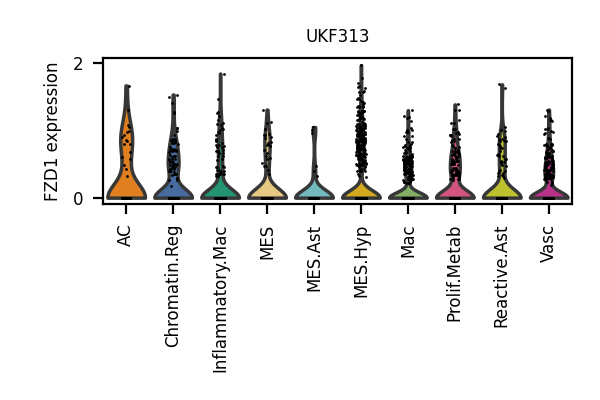 UKF313
FZD1 expression
2
0
AC
Chromatin.Reg
Inflammatory.Mac
MES
MES.Ast
MES.Hyp
Mac
Prolif.Metab
Reactive.Ast
Vasc